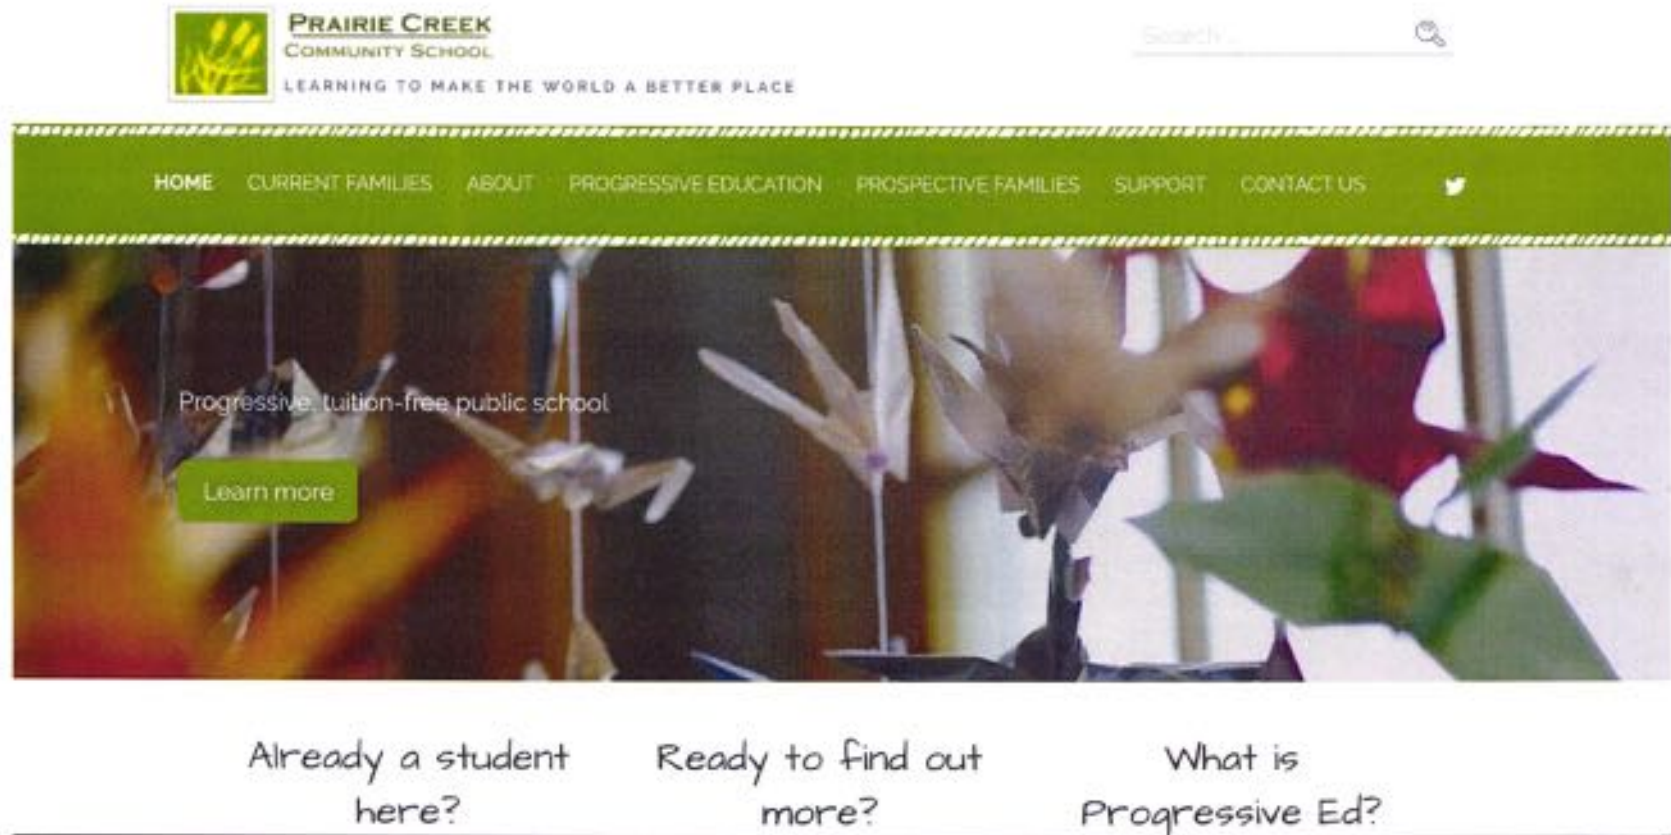 PRAIRIE CREEK
COMMUNITY SCHOOL
LEARNING TO MAKE THE WORLD A BETTER PLACE
Search ...
HOME CURRENT FAMILIES ABOUT PROGRESSIVE EDUCATION PROSPECTIVE FAMILIES SUPPORT CONTACT US
Progressive, tuition-free public school
Learn more
Already a student
here?
Ready to find out
more?
What is
Progressive Ed?